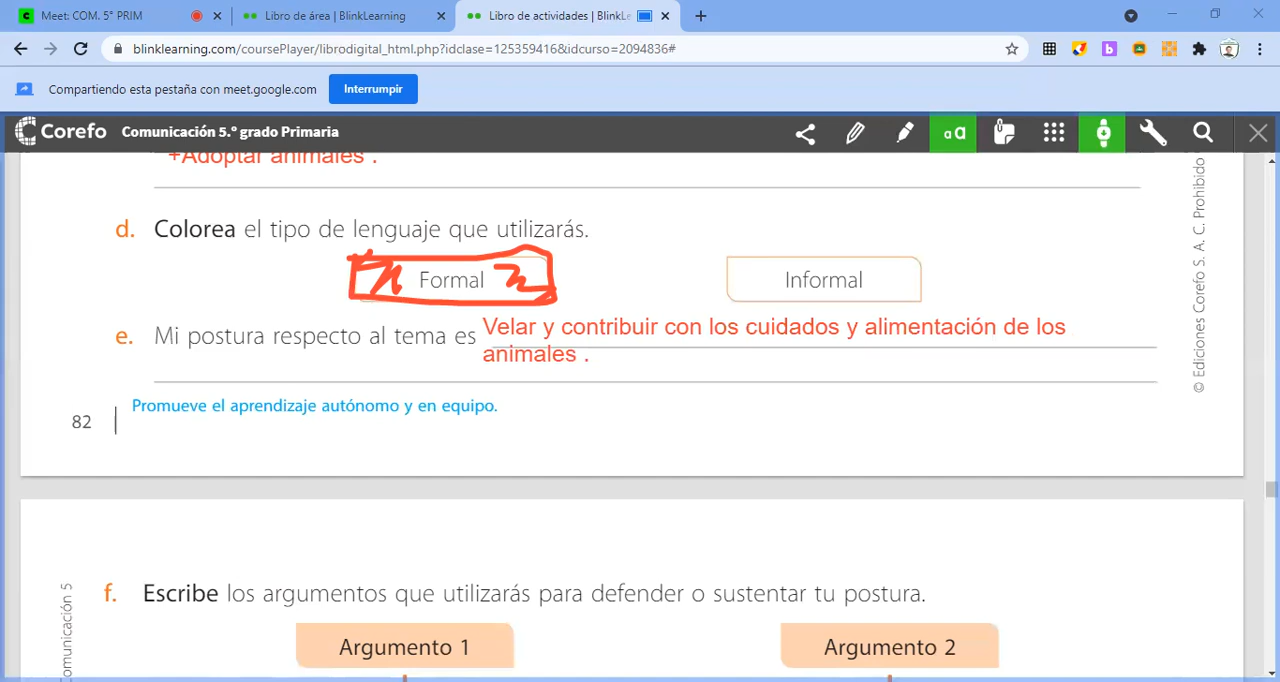 Meet: COM. 5° PRIM
Libro de área | BlinkLearning
Libro de actividades | BlinkLe
blinklearning.com/coursePlayer/librodigital_html.php?idclase=125359416&idcurso=2094836#
Compartiendo esta pestaña con meet.google.com
Interrumpir
Corefo
Comunicación 5.º grado Primaria
a a
+Adoptar animales .
d. Colorea el tipo de lenguaje que utilizarás.
Formal
Informal
e. Mi postura respecto al tema es Velar y contribuir con los cuidados y alimentación de los
animales .
Promueve el aprendizaje autónomo y en equipo.
82
© Ediciones Corefo S. A. C. Prohibido
f. Escribe los argumentos que utilizarás para defender o sustentar tu postura.
Argumento 1
Argumento 2
omunicación 5